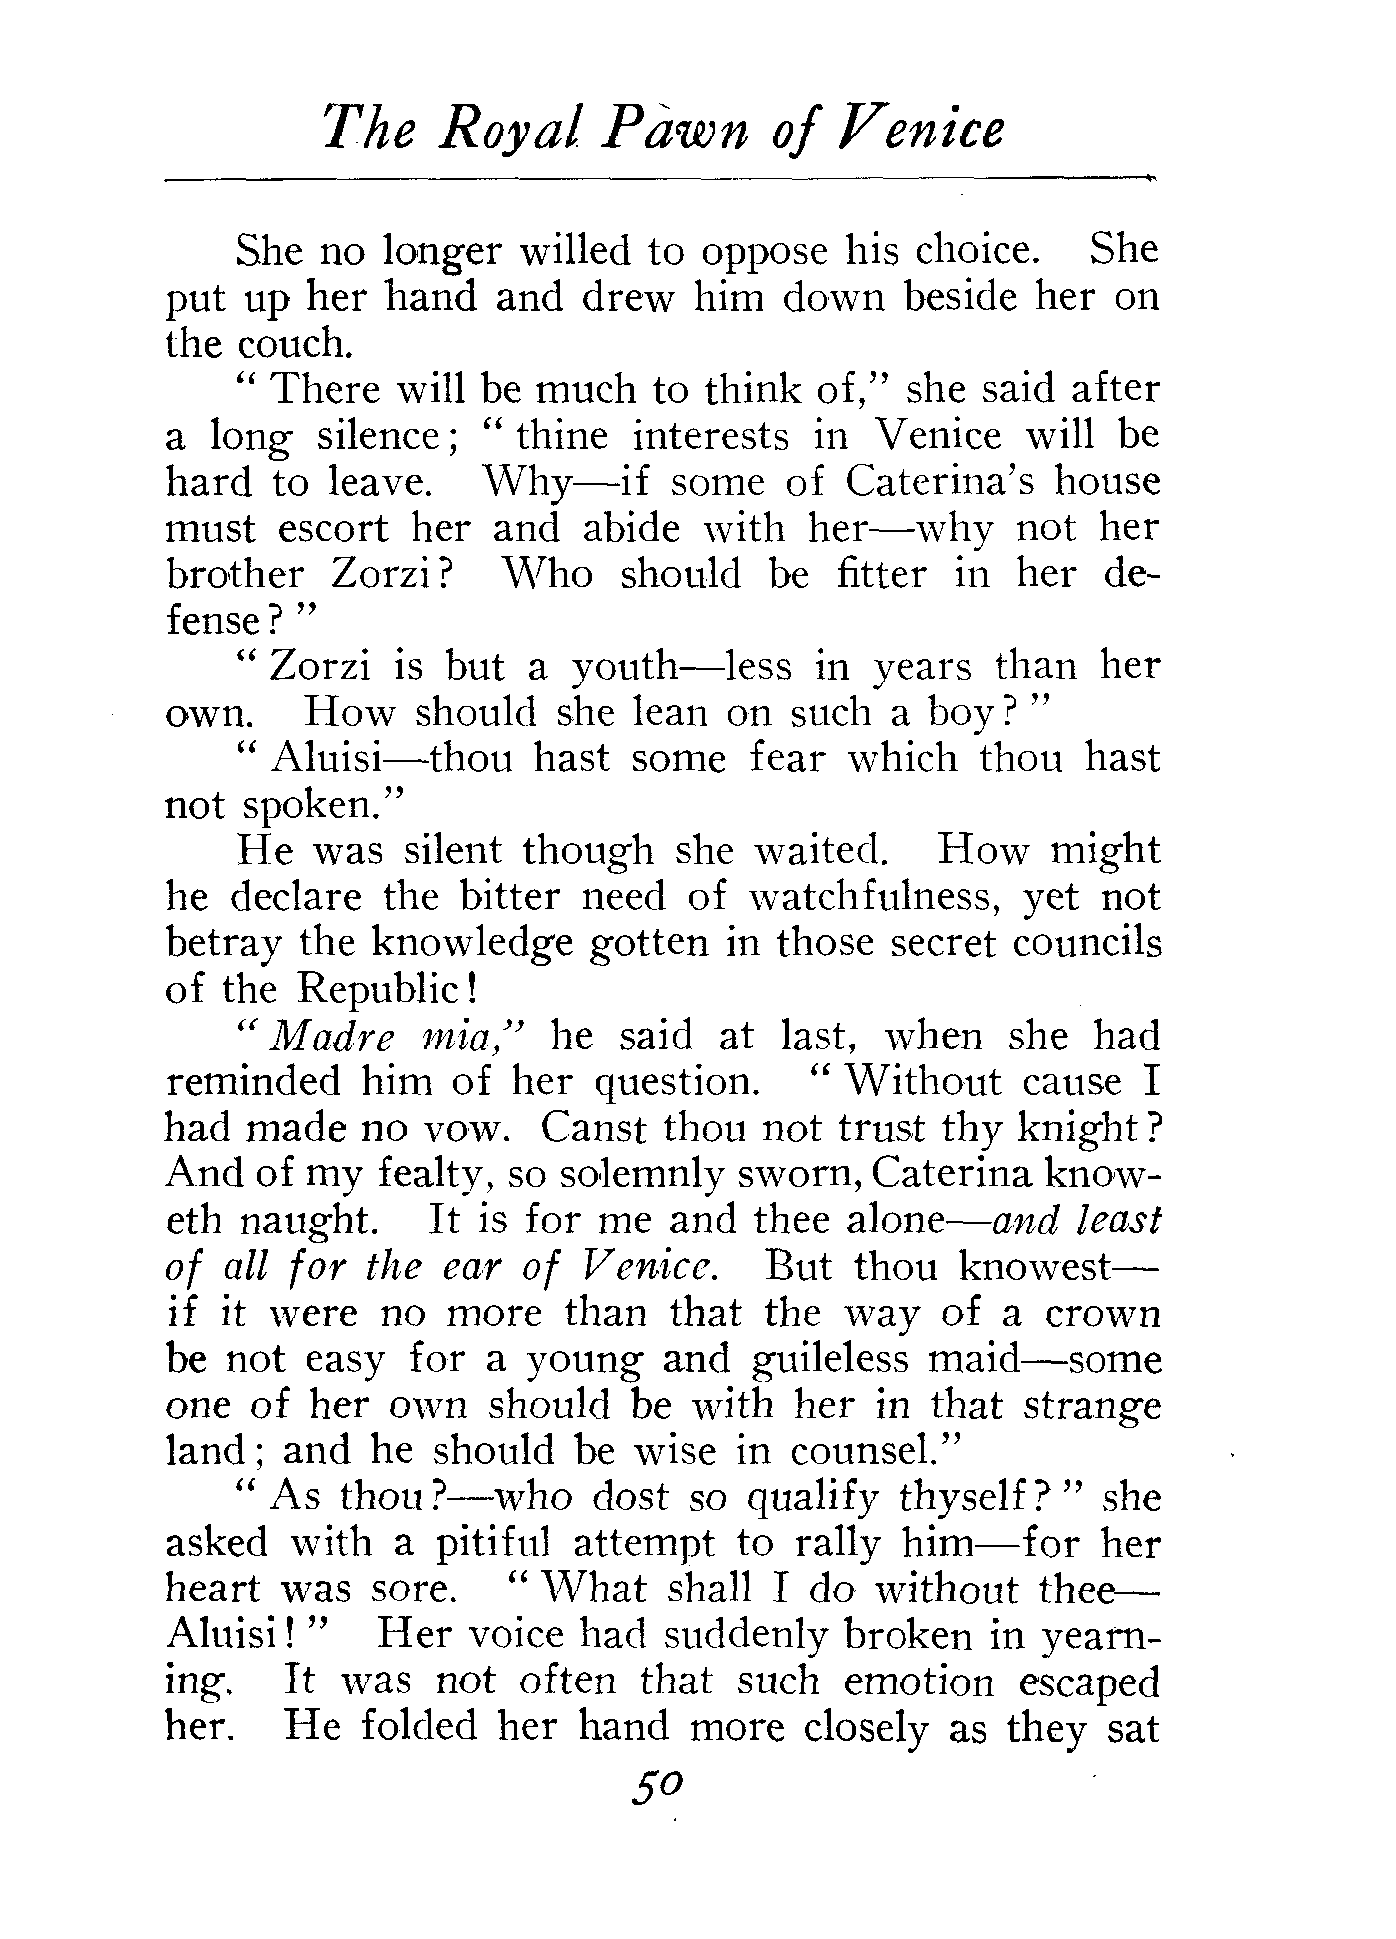 The Royal Pawn of Venice
She no longer willed to oppose his choice. She
put up her hand and drew him down beside her on
the couch.
" There will be much to think of," she said after
a long silence; " thine interests in Venice will be
hard to leave. Why—if some of Caterina's house
must escort her and abide with her—why not her
brother Zorzi? Who should be fitter in her de-
fense? "
" Zorzi is but a youth—less in years than her
own. How should she lean on such a boy? "
" Aluisi—thou hast some fear which thou hast
not spoken."
He was silent though she waited. How might
he declare the bitter need of watchfulness, yet not
betray the knowledge gotten in those secret councils
of the Republic!
" Madre mia," he said at last, when she had
reminded him of her question. " Without cause I
had made no vow. Canst thou not trust thy knight?
And of my fealty, so solemnly sworn, Caterina know-
eth naught. It is for me and thee alone—and least
of all for the ear of Venice. But thou knowest—
if it were no more than that the way of a crown
be not easy for a young and guileless maid—some
one of her own should be with her in that strange
land; and he should be wise in counsel."
" As thou?—who dost so qualify thyself? " she
asked with a pitiful attempt to rally him—for her
heart was sore. " What shall I do without thee—
Aluisi! " Her voice had suddenly broken in yearn-
ing. It was not often that such emotion escaped
her. He folded her hand more closely as they sat
50